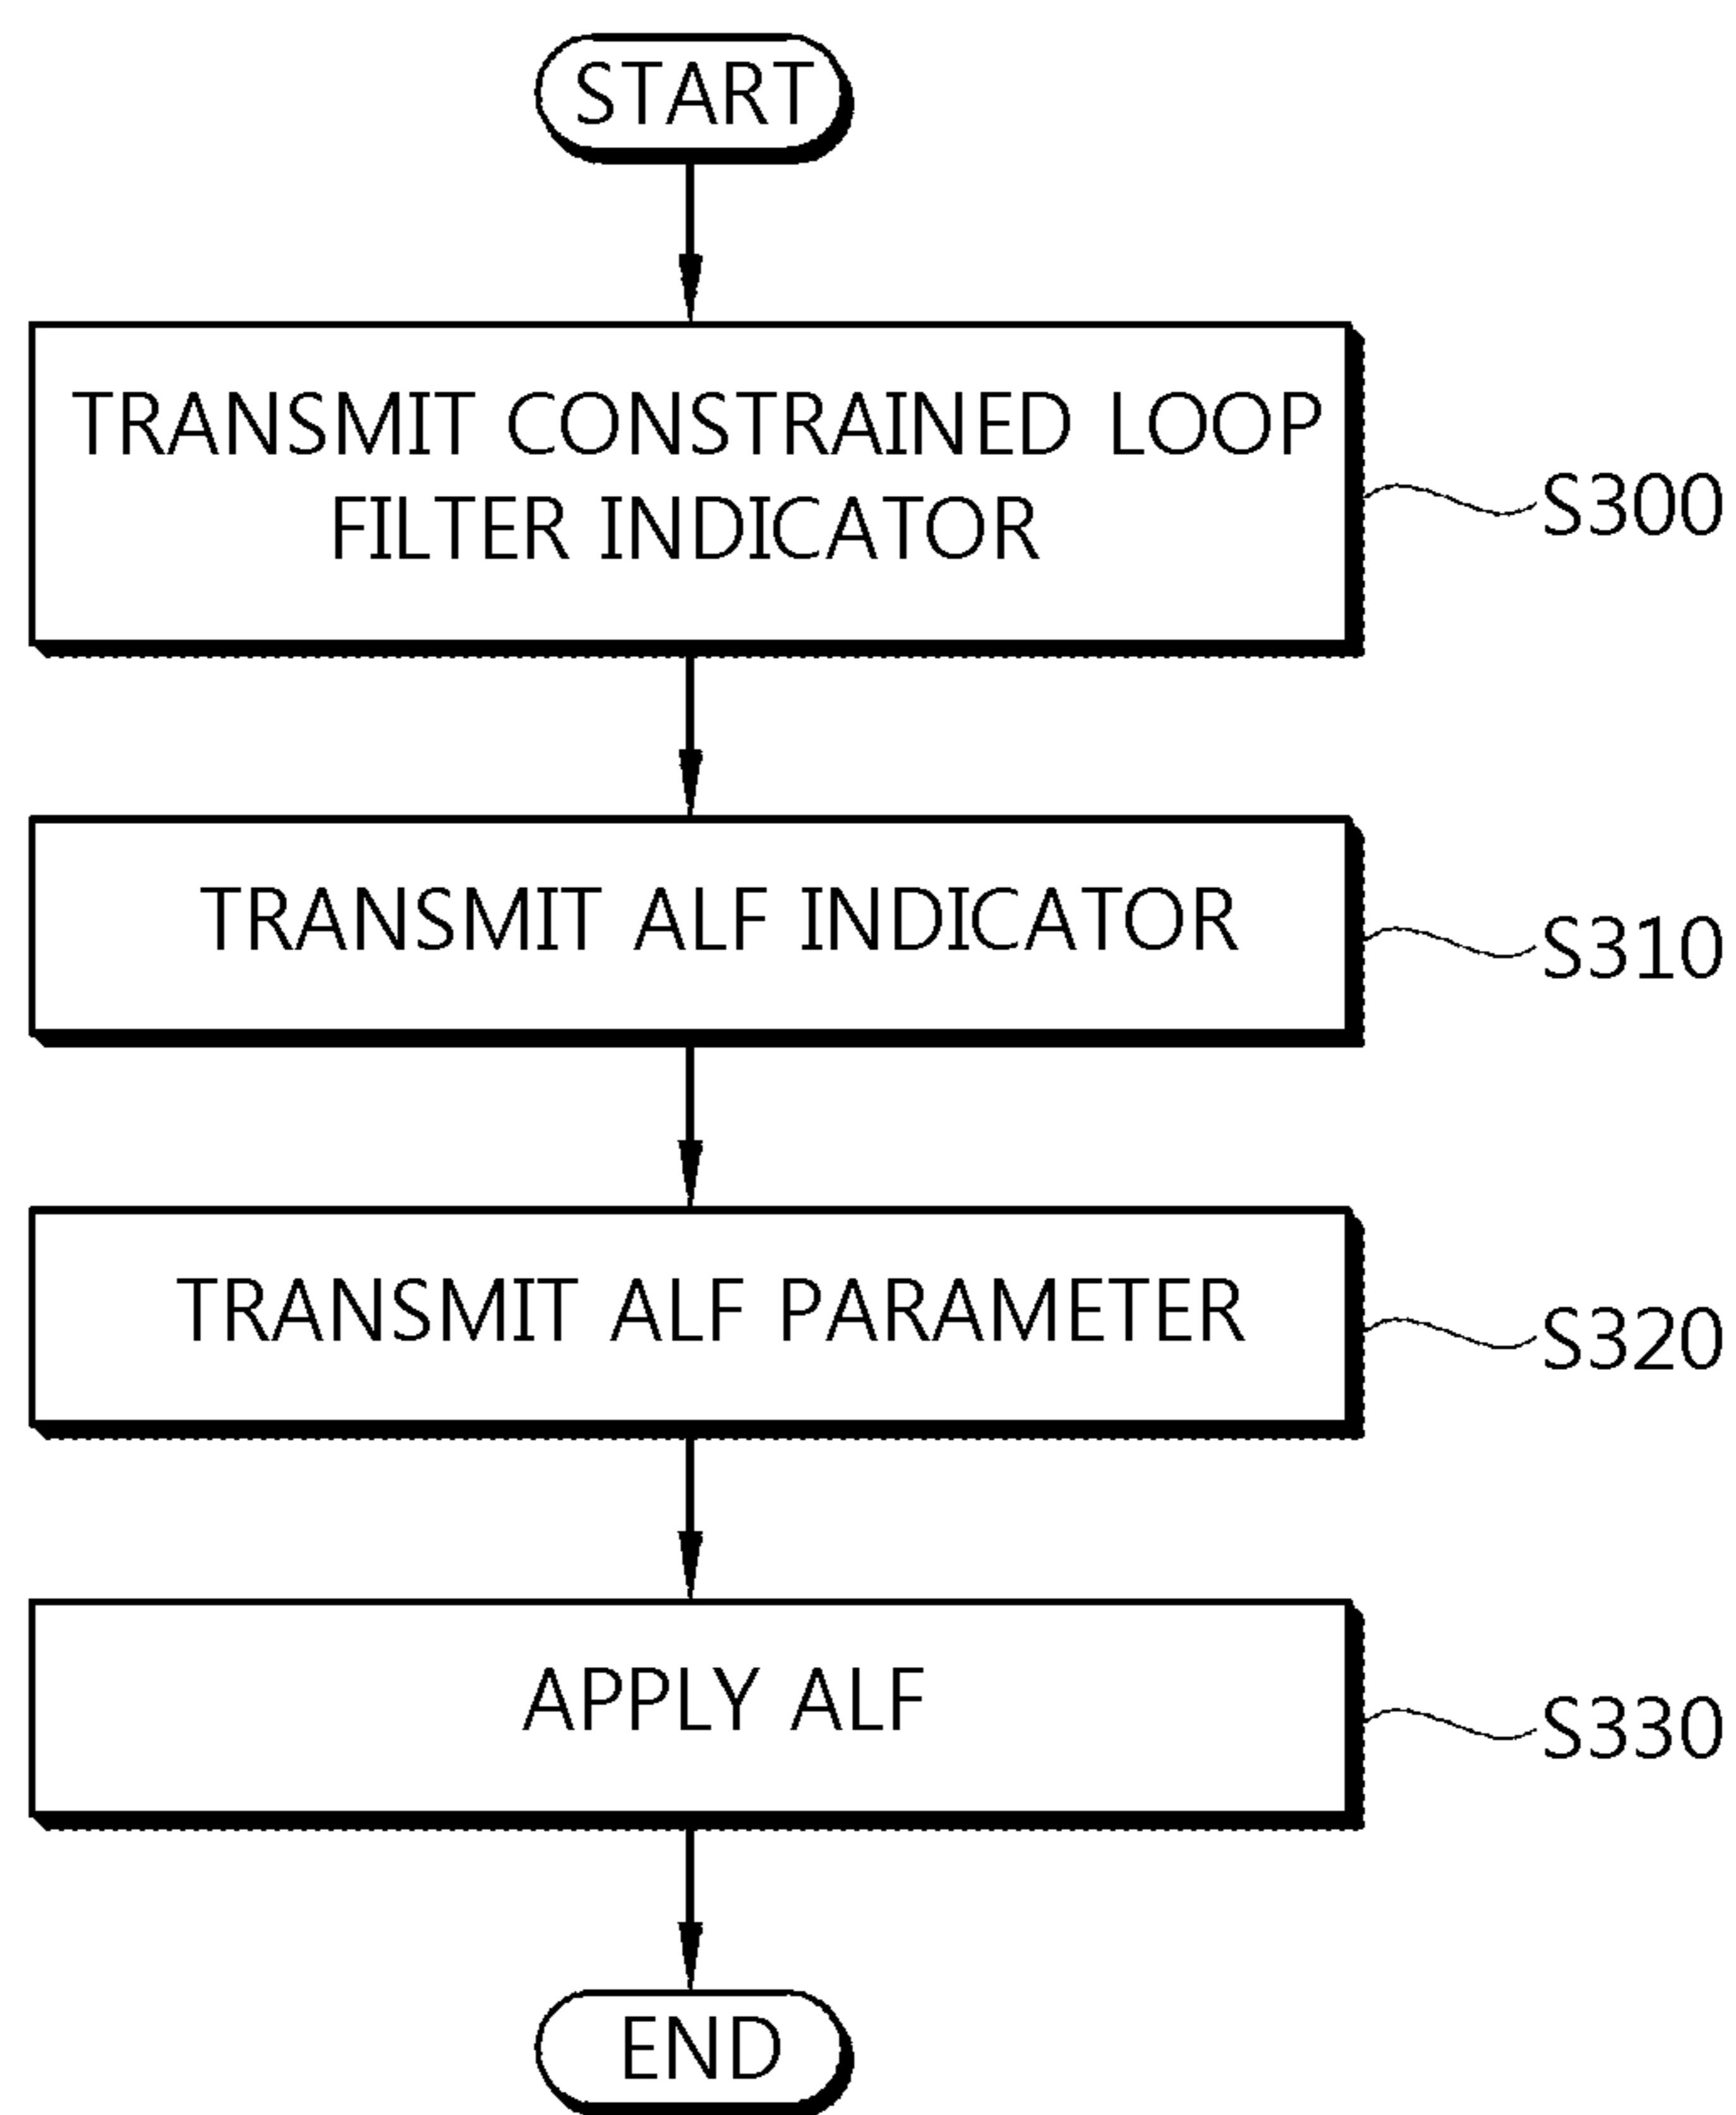 START
TRANSMIT CONSTRAINED LOOP
FILTER INDICATOR
S300
TRANSMIT ALF INDICATOR
S310
TRANSMIT ALF PARAMETER
S320
APPLY ALF
S330
END